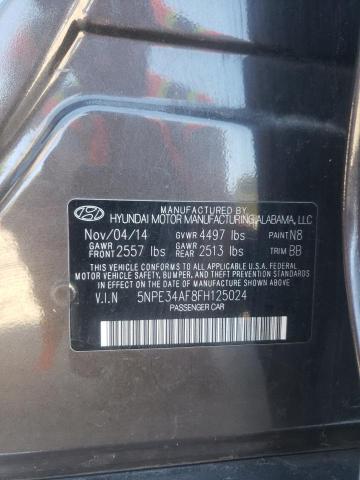 MANUFACTURED BY
HYUNDAI MOTOR MANUFACTURING ALABAMA, LLC
Nov/04/14 GVWR 4497 lbs PAINT N8
GAWR FRONT 2557 lbs GAWR REAR 2513 lbs TRIM BB
THIS VEHICLE CONFORMS TO ALL APPLICABLE U.S.A. FEDERAL
MOTOR VEHICLE SAFETY, BUMPER, AND THEFT PREVENTION
STANDARDS IN EFFECT ON THE DATE OF MANUFACTURE
SHOWN ABOVE.
V.I.N 5NPE34AF8FH125024
PASSENGER CAR